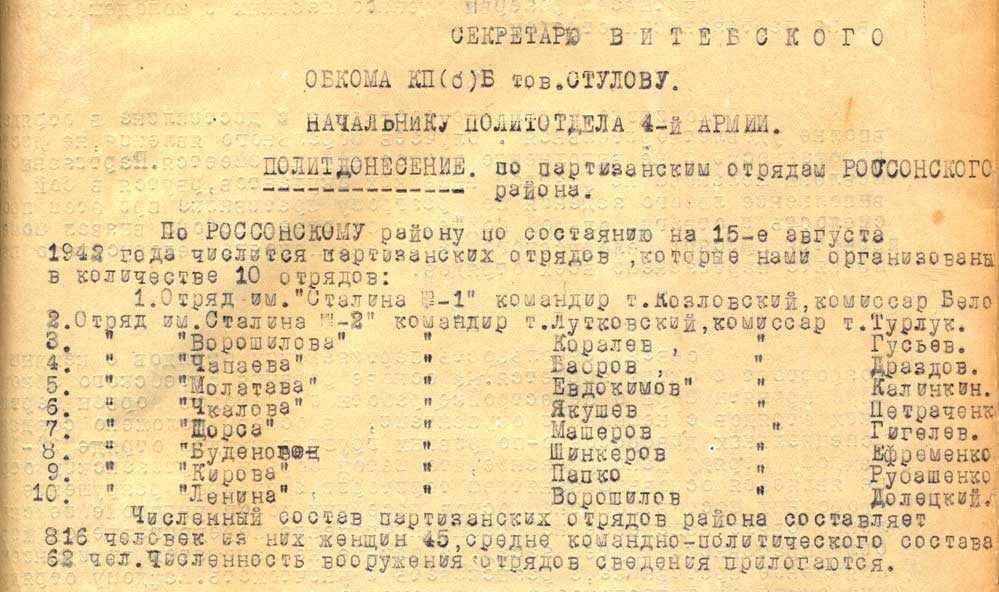 СЕКРЕТАРЮ ВИТЕБСКОГО
ОБКОМА КП(б)Б тов.СТУЛОВУ.
НАЧАЛЬНИКУ ПОЛИТОТДЕЛА 4-й АРМИИ.
ПОЛИТДОНЕСЕНИЕ. по партизанским отрядам РОССОНСКОГО
района.
По РОССОНСКОМУ району по состоянию на 15-е августа
1942 года числится партизанских отрядов ,которые нами организованы
в количестве 10 отрядов:
1.Отряд им."Сталина №-1" командир т.Козловский,комиссар Бело
2.Отряд им.Сталина №-2" командир т.Лутковский,комиссар т.Турлук.
3. " "Ворошилова" " Коралев , " Гусьев.
4. " "Чапаева" " Бабров , " Драздов.
5. " "Молатава" " Евдокимов" " Калинкин.
6. " "Чкалова" " Якушев " Петраченк
7. " "Щорса" " Машеров " Гигелев.
8. " "Буденовец " Шинкеров " Ефременко
9. " "Кирова" " Папко " Рубашенко
10. " "Ленина" " Ворошилов " Долецкий.
Численный состав партизанских отрядов района составляет
816 человек из них женщин 45,средне командно-политического состава
62 чел.Численность вооружения отрядов сведения прилогаются.